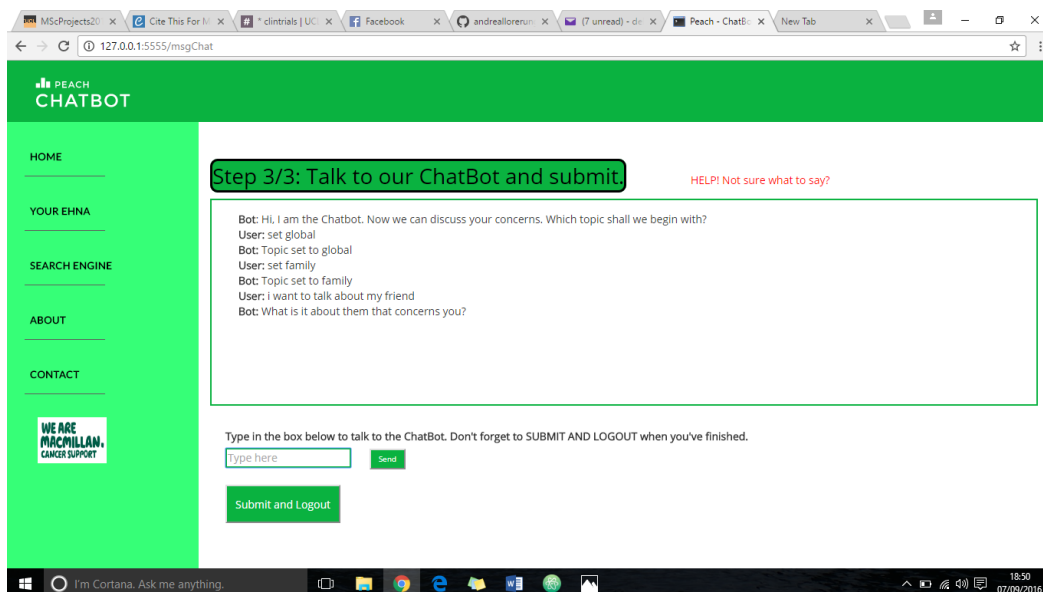 MScProjects201
Cite This For M
* clintrials | UCL
Facebook
andreallorerun
(7 unread) - de
Peach - ChatBo
New Tab
127.0.0.1:5555/msgChat
PEACH
CHATBOT
HOME
YOUR EHNA
SEARCH ENGINE
ABOUT
CONTACT
WE ARE
MACMILLAN.
CANCER SUPPORT
Step 3/3: Talk to our ChatBot and submit.
HELP! Not sure what to say?
Bot: Hi, I am the Chatbot. Now we can discuss your concerns. Which topic shall we begin with?
User: set global
Bot: Topic set to global
User: set family
Bot: Topic set to family
User: i want to talk about my friend
Bot: What is it about them that concerns you?
Type in the box below to talk to the ChatBot. Don't forget to SUBMIT AND LOGOUT when you've finished.
Type here
Send
Submit and Logout
I'm Cortana. Ask me anything.
18:50
07/09/2016